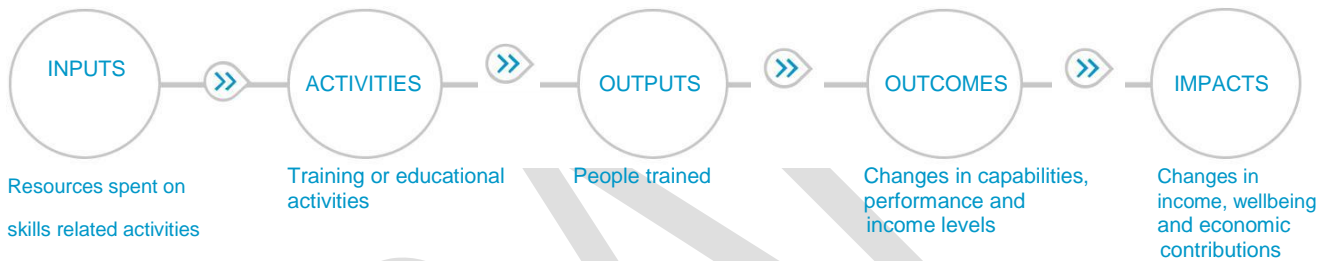 INPUTS
ACTIVITIES
OUTPUTS
OUTCOMES
IMPACTS
Resources spent on
skills related activities
Training or educational
activities
People trained
Changes in capabilities,
performance and
income levels
Changes in
income, wellbeing
and economic
contributions